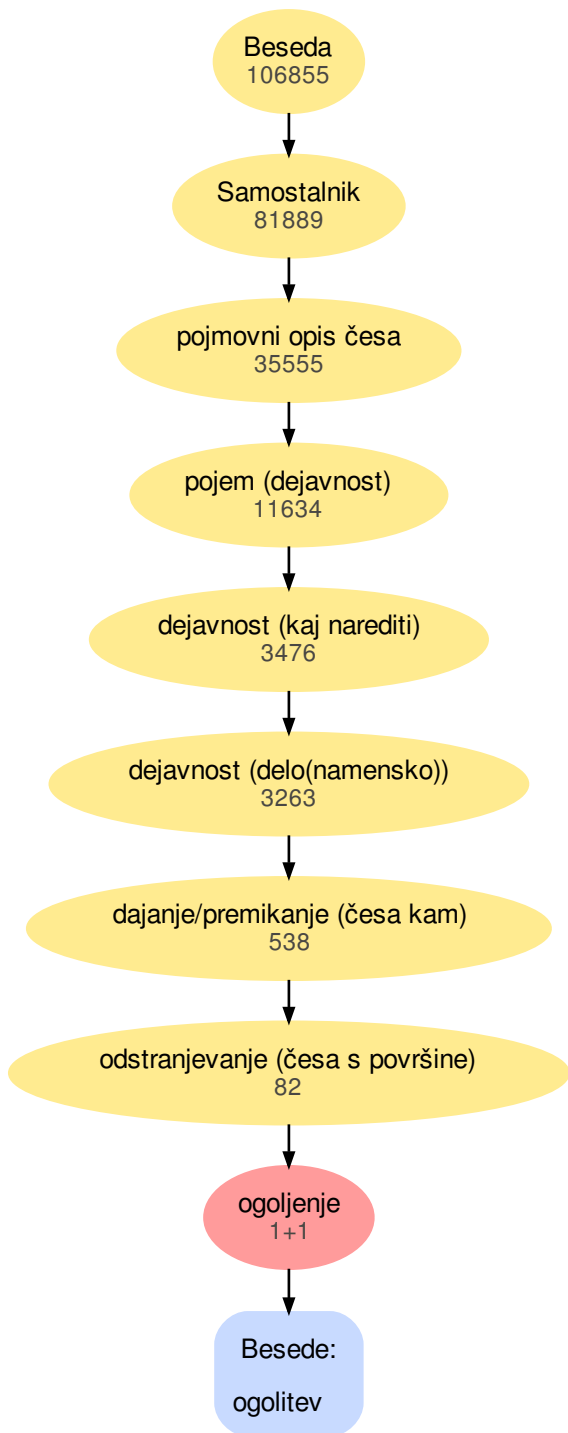 Beseda
106855
Samostalnik
81889
pojmovni opis česa
35555
pojem (dejavnost)
11634
dejavnost (kaj narediti)
3476
dejavnost (delo(namensko))
3263
dajanje/premikanje (česa kam)
538
odstranjevanje (česa s površine)
82
ogoljenje
1+1
Besede:
ogolitev